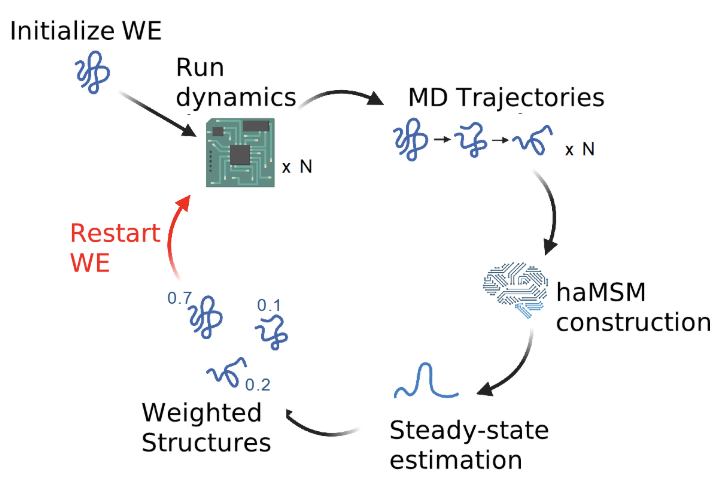 Initialize WE
Run
dynamics
x N
MD Trajectories
x N
haMSM
construction
Steady-state
estimation
Weighted
Structures
0.7
0.1
0.2
Restart
WE